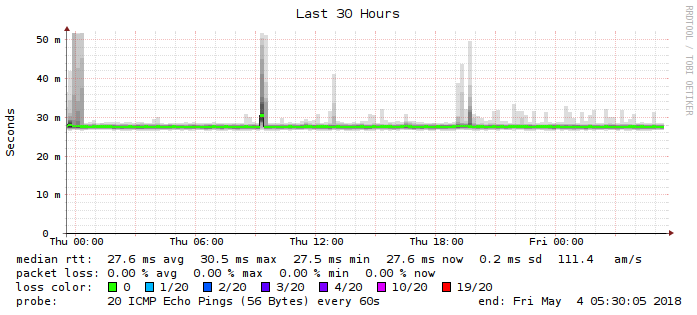 Last 30 Hours
RRDTOOL / TOBI OETIKER
Seconds
50 m
40 m
30 m
20 m
10 m
0
Thu 00:00 Thu 06:00 Thu 12:00 Thu 18:00 Fri 00:00
median rtt: 27.6 ms avg 30.5 ms max 27.5 ms min 27.6 ms now 0.2 ms sd 111.4 am/s
packet loss: 0.00 % avg 0.00 % max 0.00 % min 0.00 % now
loss color: 0 1/20 2/20 3/20 4/20 10/20 19/20
probe: 20 ICMP Echo Pings (56 Bytes) every 60s end: Fri May 4 05:30:05 2018